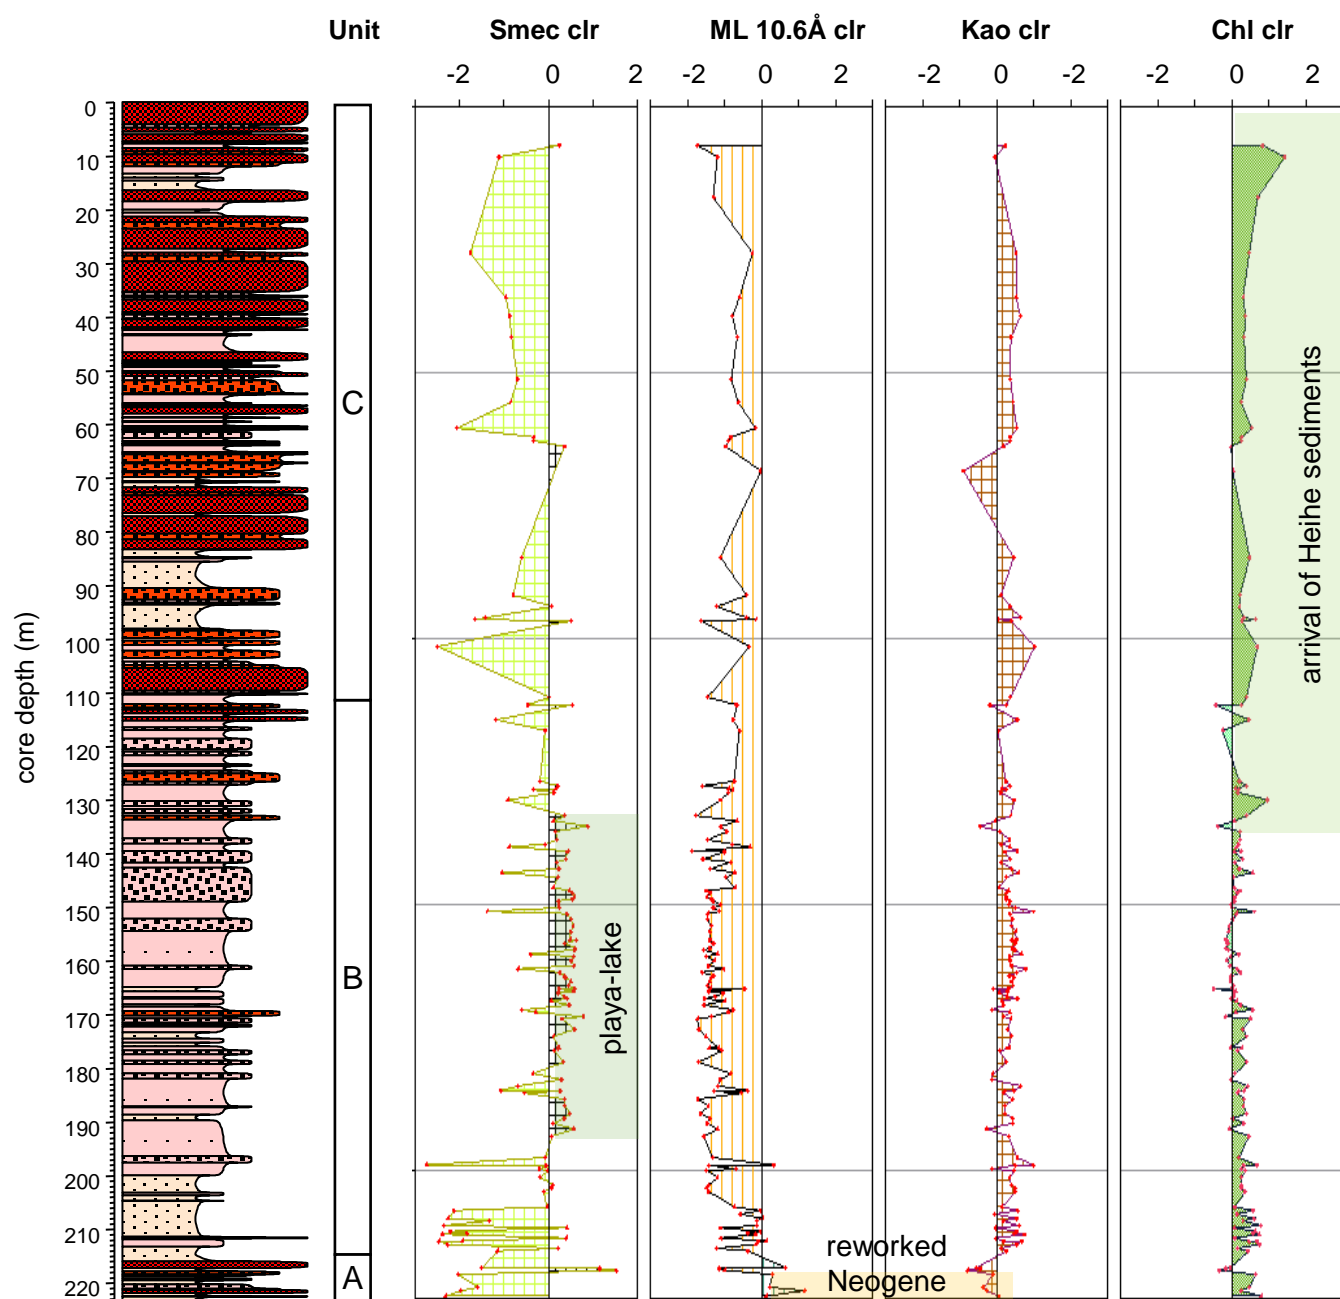 Unit Smec clr ML 10.6Å clr Kao clr Chl clr
-2 0 2 -2 0 2 -2 0 -2 0 2
0
10
20
30
40
50
60
70
80
90
100
110
120
130
140
150
160
170
180
190
200
210
220
core depth (m)
C
B
A
playa-lake
reworked
Neogene
arrival of Heihe sediments